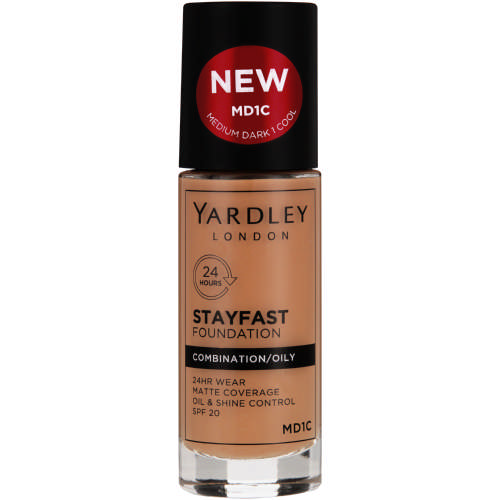 NEW
MD1C
MEDIUM DARK 1 COOL
YARDLEY
LONDON
24
HOURS
STAYFAST
FOUNDATION
COMBINATION/OILY
24HR WEAR
MATTE COVERAGE
OIL & SHINE CONTROL
SPF 20
MD1C